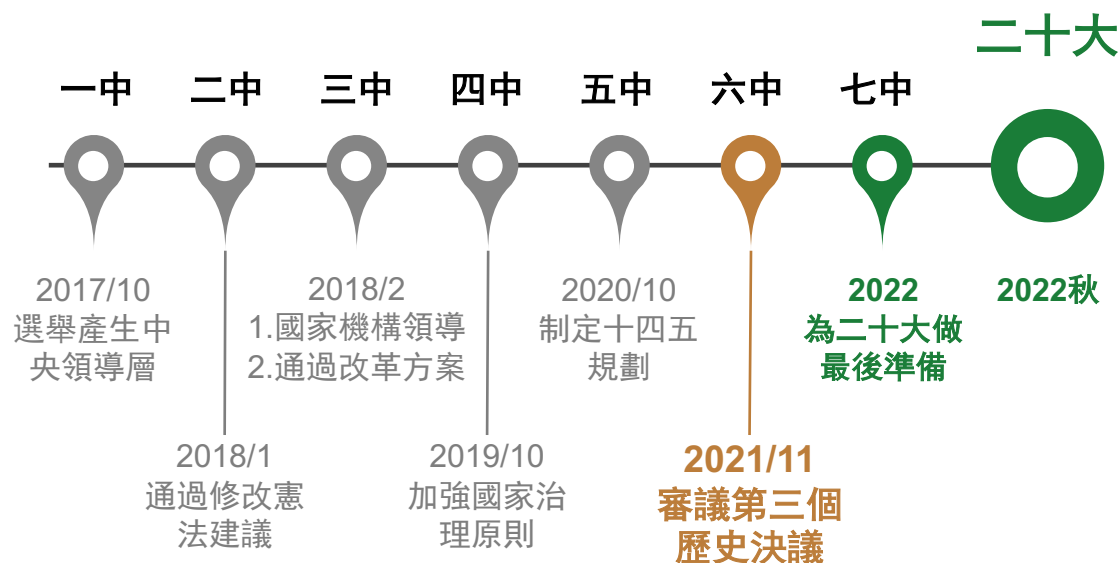 二十大
一中
二中
三中
四中
五中
六中
七中
2017/10
選舉產生中
央領導層
2018/1
通過修改憲
法建議
2018/2
1.國家機構領導
2.通過改革方案
2019/10
加強國家治
理原則
2020/10
制定十四五
規劃
2021/11
審議第三個
歷史決議
2022
為二十大做
最後準備
2022秋